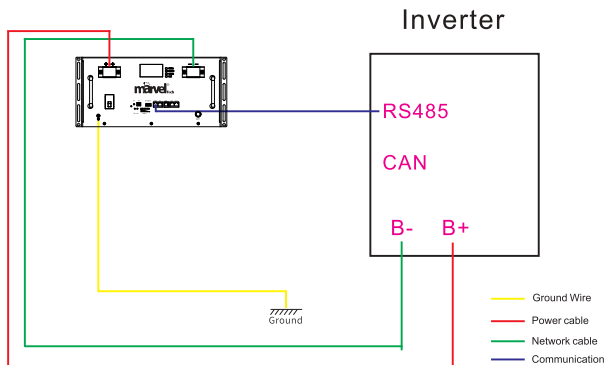 Inverter
marvel
RS485
CAN
B- B+
Ground
Ground Wire
Power cable
Network cable
Communication